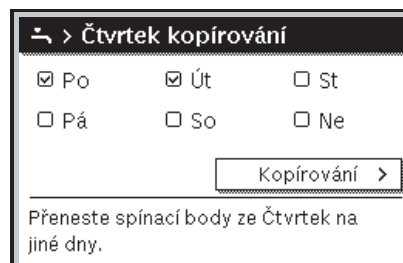 > Čtvrtek kopírování
Po Út St
Pá So Ne
Kopírování >
Přeneste spínací body ze Čtvrtek na
jiné dny.